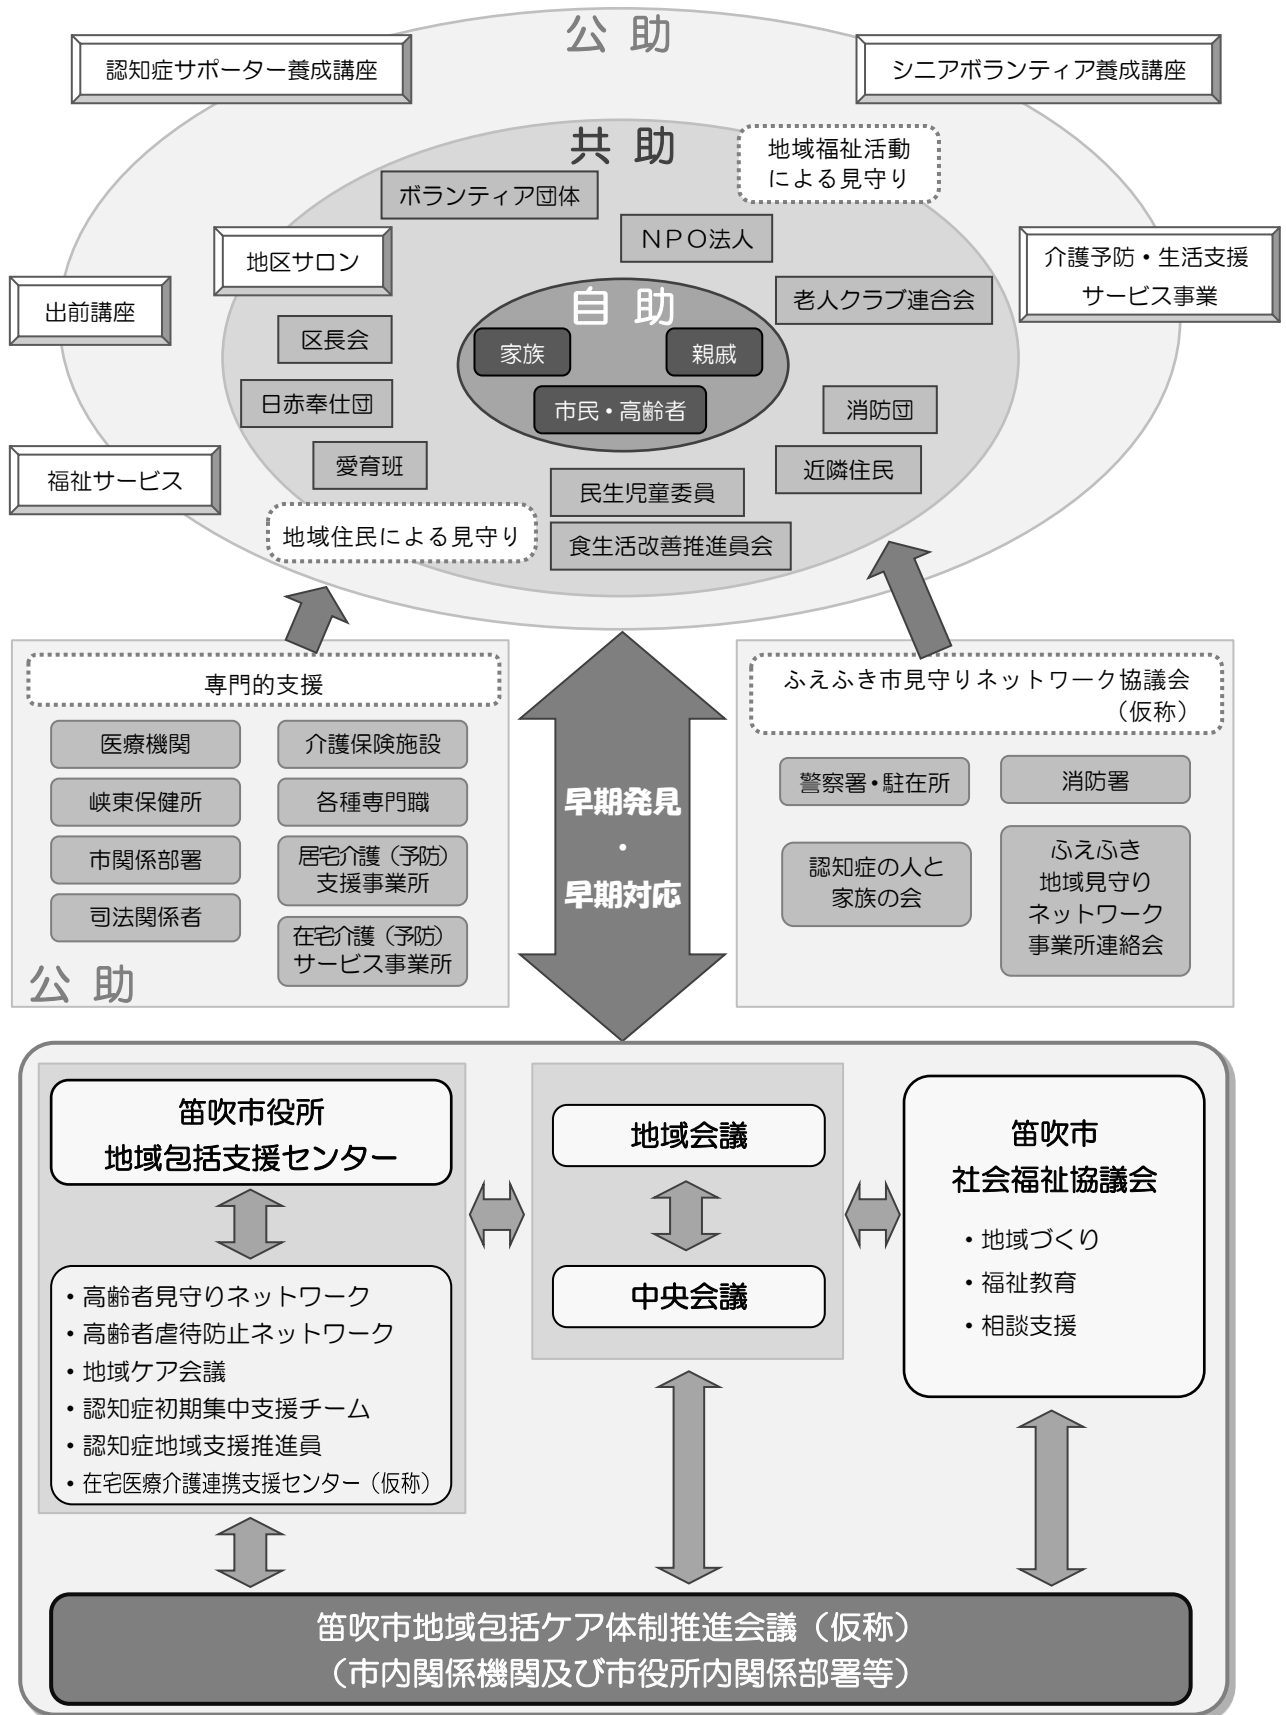 公 助
認知症サポーター養成講座
シニアボランティア養成講座
共 助
地域福祉活動
による見守り
ボランティア団体
NPO法人
地区サロン
介護予防・生活支援
サービス事業
出前講座
自 助
老人クラブ連合会
区長会
家族
親戚
日赤奉仕団
市民・高齢者
消防団
愛育班
近隣住民
福祉サービス
民生児童委員
地域住民による見守り
食生活改善推進員会
専門的支援
医療機関
介護保険施設
峡東保健所
各種専門職
市関係部署
居宅介護（予防）
支援事業所
司法関係者
在宅介護（予防）
サービス事業所
公 助
早期発見
・
早期対応
ふえふき市見守りネットワーク協議会
（仮称）
警察署・駐在所
消防署
認知症の人と
家族の会
ふえふき
地域見守り
ネットワーク
事業所連絡会
笛吹市役所
地域包括支援センター
・高齢者見守りネットワーク
・高齢者虐待防止ネットワーク
・地域ケア会議
・認知症初期集中支援チーム
・認知症地域支援推進員
・在宅医療介護連携支援センター（仮称）
地域会議
中央会議
笛吹市
社会福祉協議会
・地域づくり
・福祉教育
・相談支援
笛吹市地域包括ケア体制推進会議（仮称）
（市内関係機関及び市役所内関係部署等）